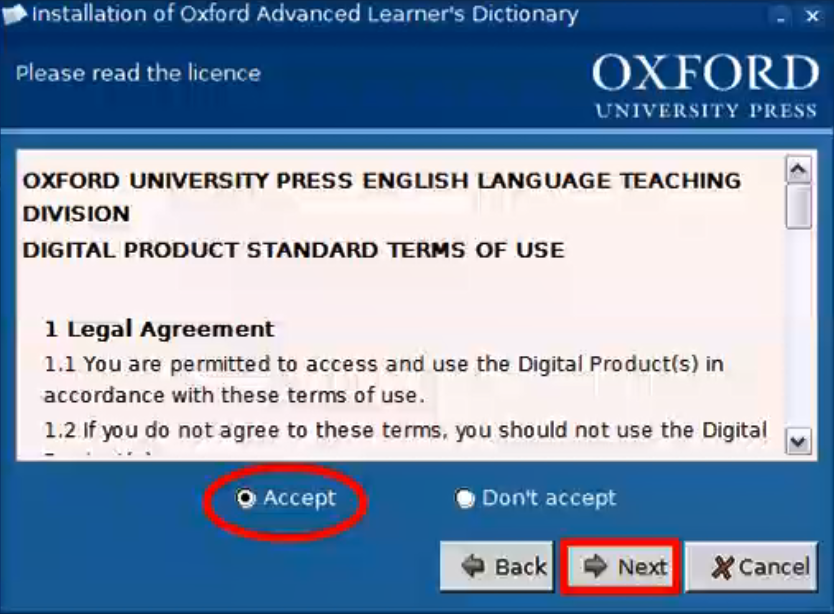 Installation of Oxford Advanced Learner's Dictionary
Please read the licence
OXFORD
UNIVERSITY PRESS
OXFORD UNIVERSITY PRESS ENGLISH LANGUAGE TEACHING
DIVISION
DIGITAL PRODUCT STANDARD TERMS OF USE
1 Legal Agreement
1.1 You are permitted to access and use the Digital Product(s) in
accordance with these terms of use.
1.2 If you do not agree to these terms, you should not use the Digital
Accept Don't accept
Back Next Cancel